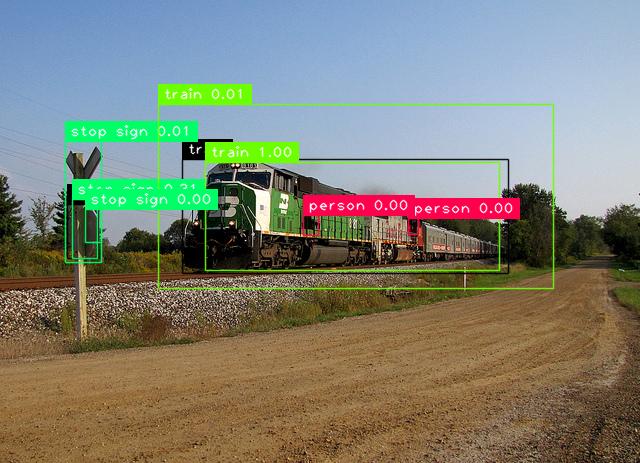 train 0.01
stop sign 0.01
tr
train 1.00
stop sign 0.21
stop sign 0.00
person 0.00
person 0.00